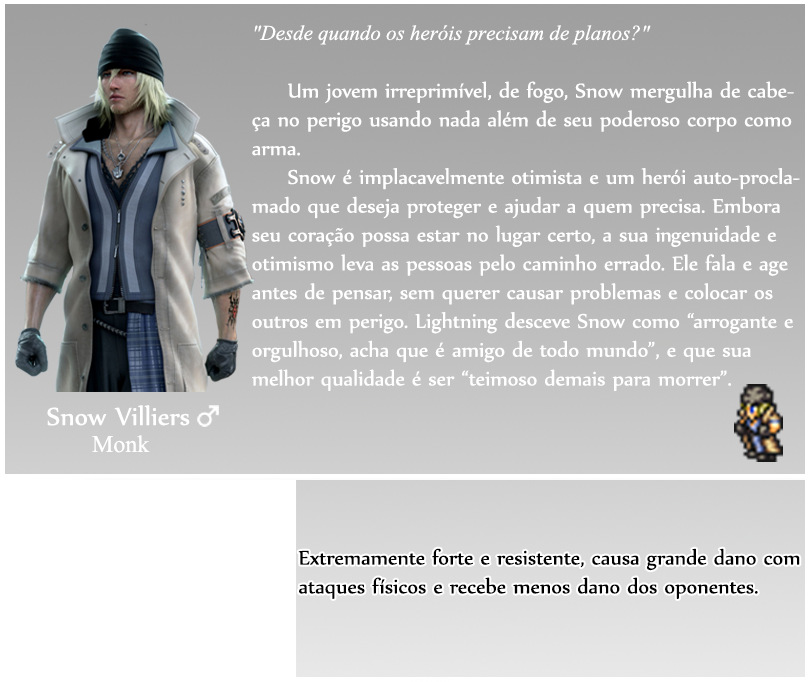 "Desde quando os heróis precisam de planos?"
Um jovem irreprimível, de fogo, Snow mergulha de cabe-
ça no perigo usando nada além de seu poderoso corpo como
arma.
Snow é implacavelmente otimista e um herói auto-procla-
mado que deseja proteger e ajudar a quem precisa. Embora
seu coração possa estar no lugar certo, a sua ingenuidade e
otimismo leva as pessoas pelo caminho errado. Ele fala e age
antes de pensar, sem querer causar problemas e colocar os
outros em perigo. Lightning desceve Snow como “arrogante e
orgulhoso, acha que é amigo de todo mundo”, e que sua
melhor qualidade é ser “teimoso demais para morrer”.
Snow Villiers ♂
Monk
Extremamente forte e resistente, causa grande dano com
ataques físicos e recebe menos dano dos oponentes.